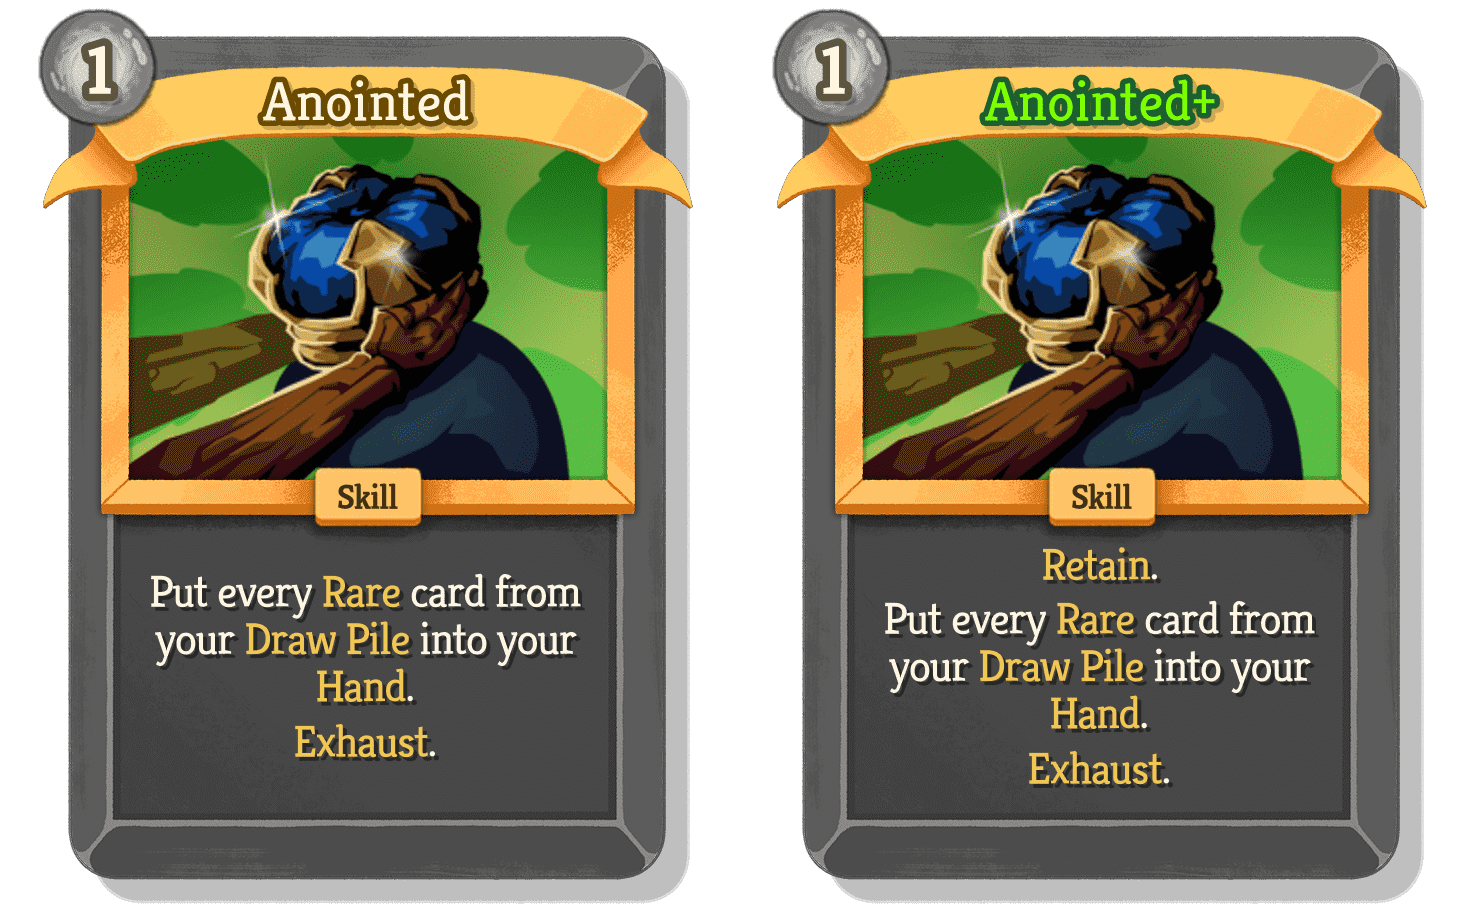 1
Anointed
Skill
Put every Rare card from
your Draw Pile into your
Hand.
Exhaust.
1
Anointed+
Skill
Retain.
Put every Rare card from
your Draw Pile into your
Hand.
Exhaust.